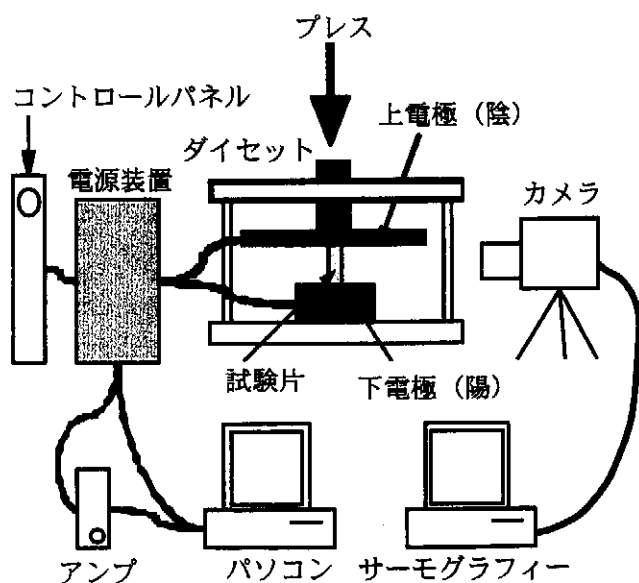 プレス
コントロールパネル
上電極（陰）
ダイセット
電源装置
カメラ
試験片
下電極（陽）
アンプ
パソコン
サーモグラフィー